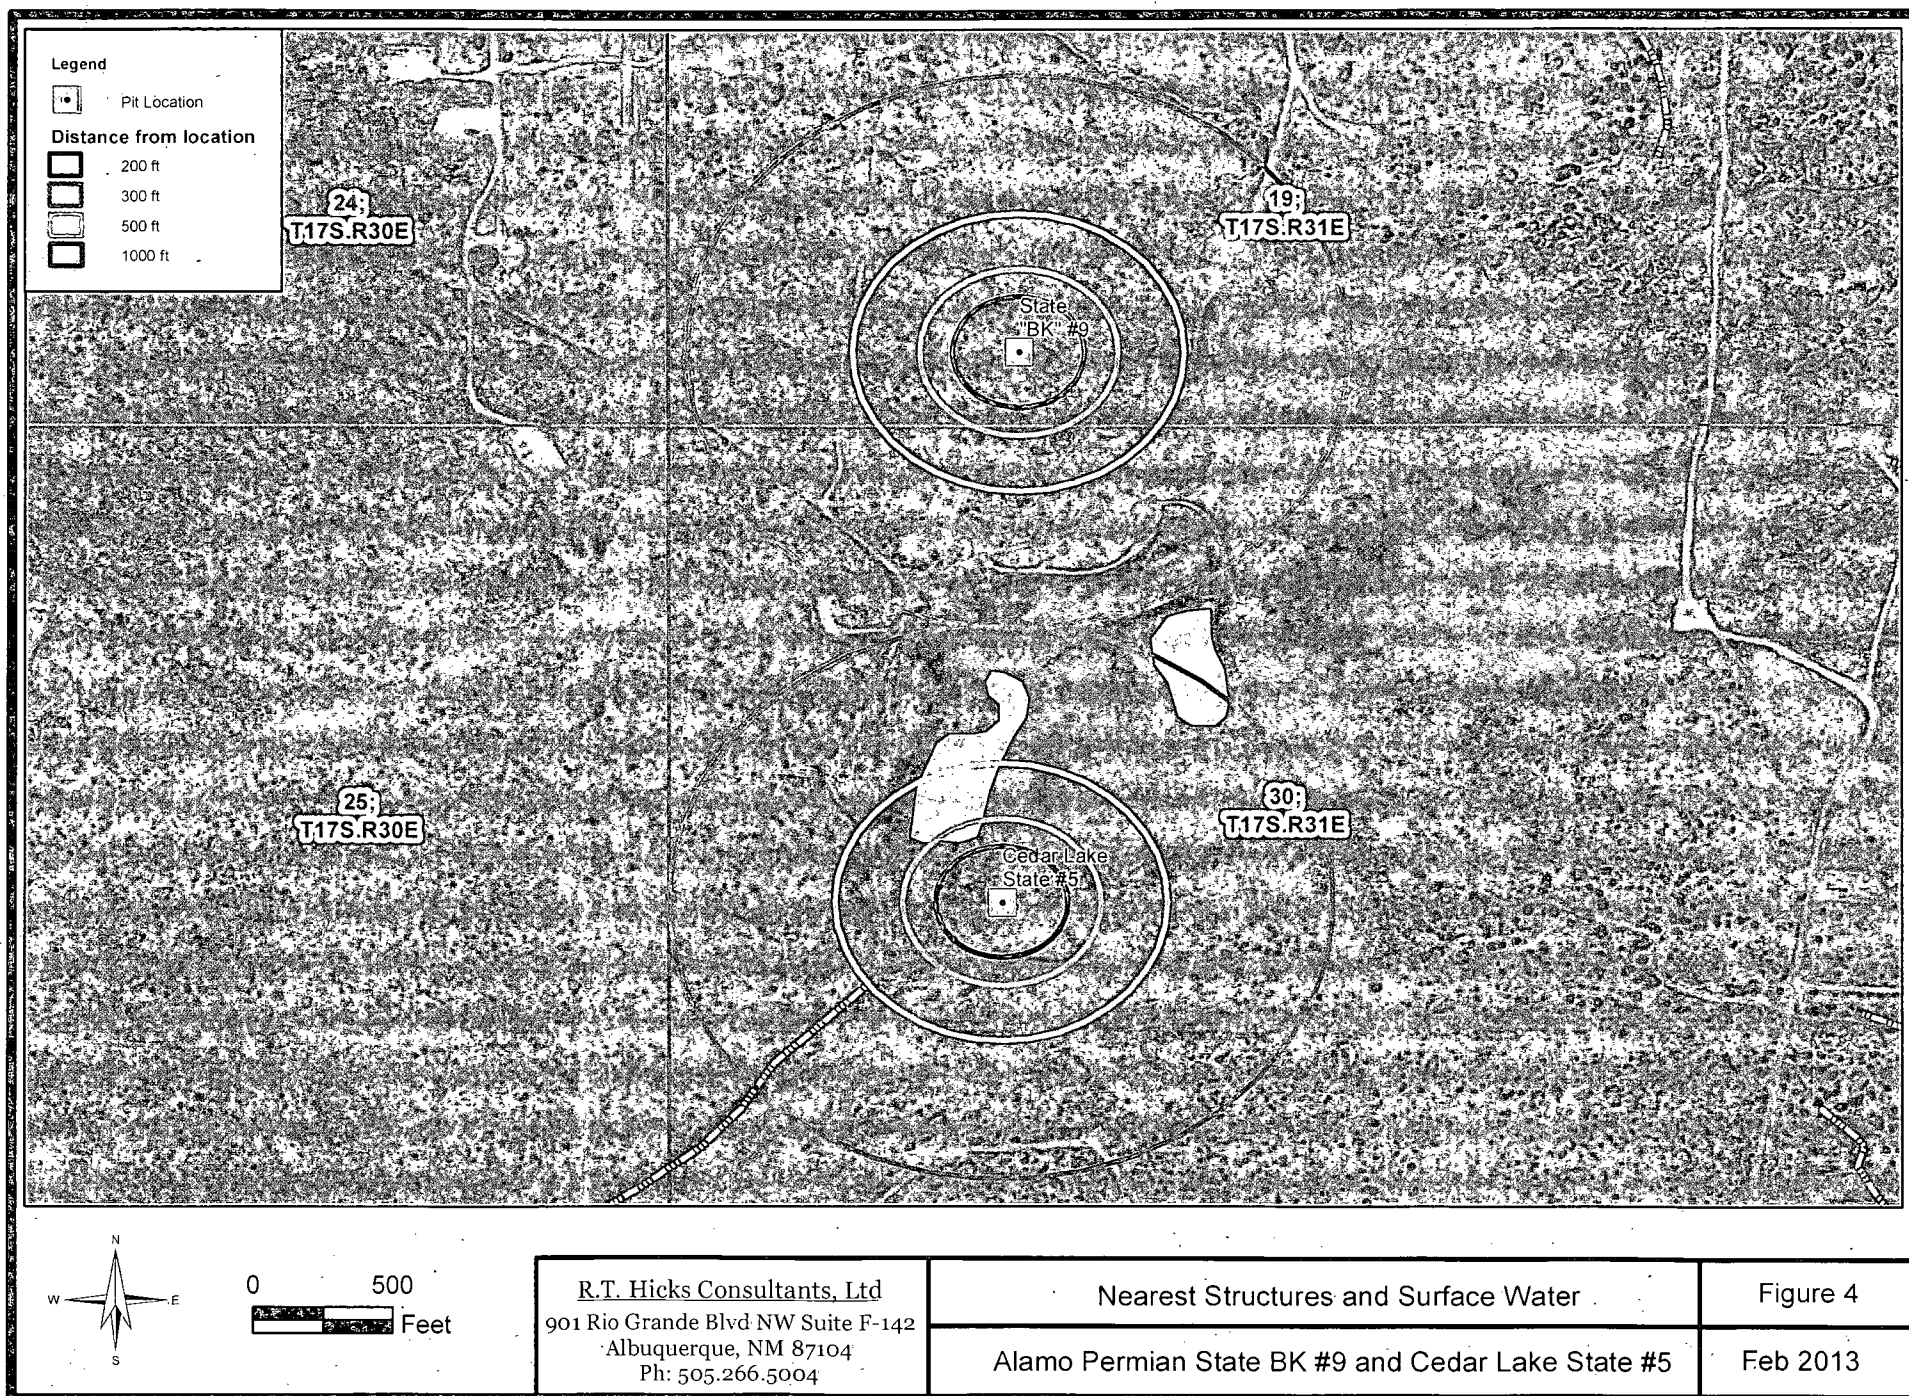 Legend
Pit Location
Distance from location
200 ft
300 ft
500 ft
1000 ft
24;
T17S.R30E
19;
T17S.R31E
State
"BK" #9
25;
T17S.R30E
30;
T17S.R31E
Cedar Lake
State #5
N
W
E
S
0 500
Feet
R.T. Hicks Consultants, Ltd
901 Rio Grande Blvd NW Suite F-142
Albuquerque, NM 87104
Ph: 505.266.5004
Nearest Structures and Surface Water
Figure 4
Alamo Permian State BK #9 and Cedar Lake State #5
Feb 2013